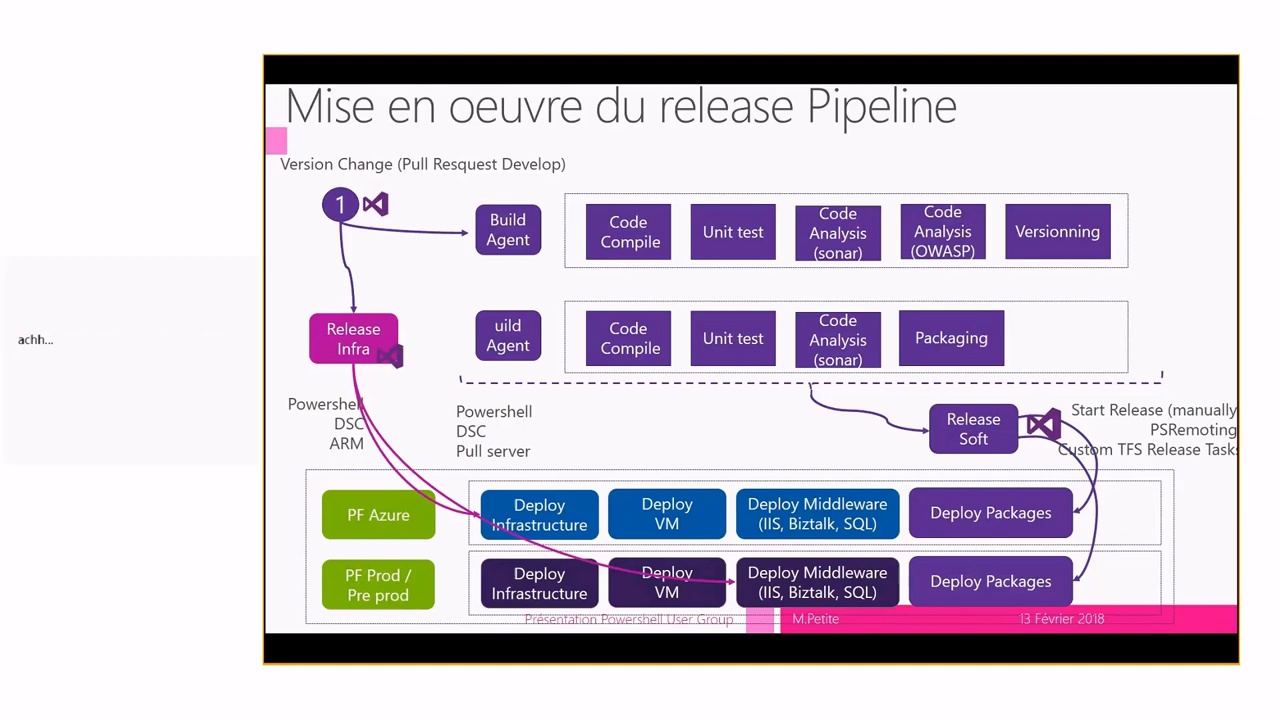 Mise en oeuvre du release Pipeline
Version Change (Pull Resquest Develop)
1
Build
Agent
Code
Compile
Unit test
Code
Analysis
(sonar)
Code
Analysis
(OWASP)
Versionning
achh...
Release
Infra
uild
Agent
Code
Compile
Unit test
Code
Analysis
(sonar)
Packaging
Powershell
DSC
ARM
Powershell
DSC
Pull server
Release
Soft
Start Release (manually
PSRemoting
Custom TFS Release Tasks
PF Azure
Deploy
Infrastructure
Deploy
VM
Deploy Middleware
(IIS, Biztalk, SQL)
Deploy Packages
PF Prod /
Pre prod
Deploy
Infrastructure
Deploy
VM
Deploy Middleware
(IIS, Biztalk, SQL)
Deploy Packages
Présentation Powershell User Group
M.Petite
13 Février 2018